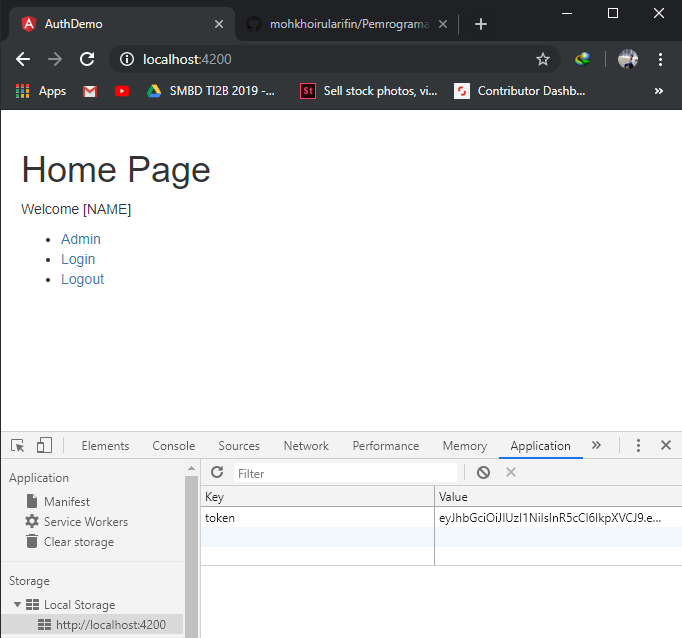 AuthDemo
mohkhoirularifin/Pemrograma
localhost:4200
Apps
SMBD TI2B 2019 -...
St
Sell stock photos, vi...
Contributor Dashb...
»
Home Page
Welcome [NAME]
• Admin
• Login
• Logout
Elements Console Sources Network Performance Memory Application »
Application
Filter
Manifest
Service Workers
Clear storage
Key Value
token eyJhbGciOiJIUzI1NiIsInR5cCI6IkpXVCJ9.e...
Storage
Local Storage
http://localhost:4200